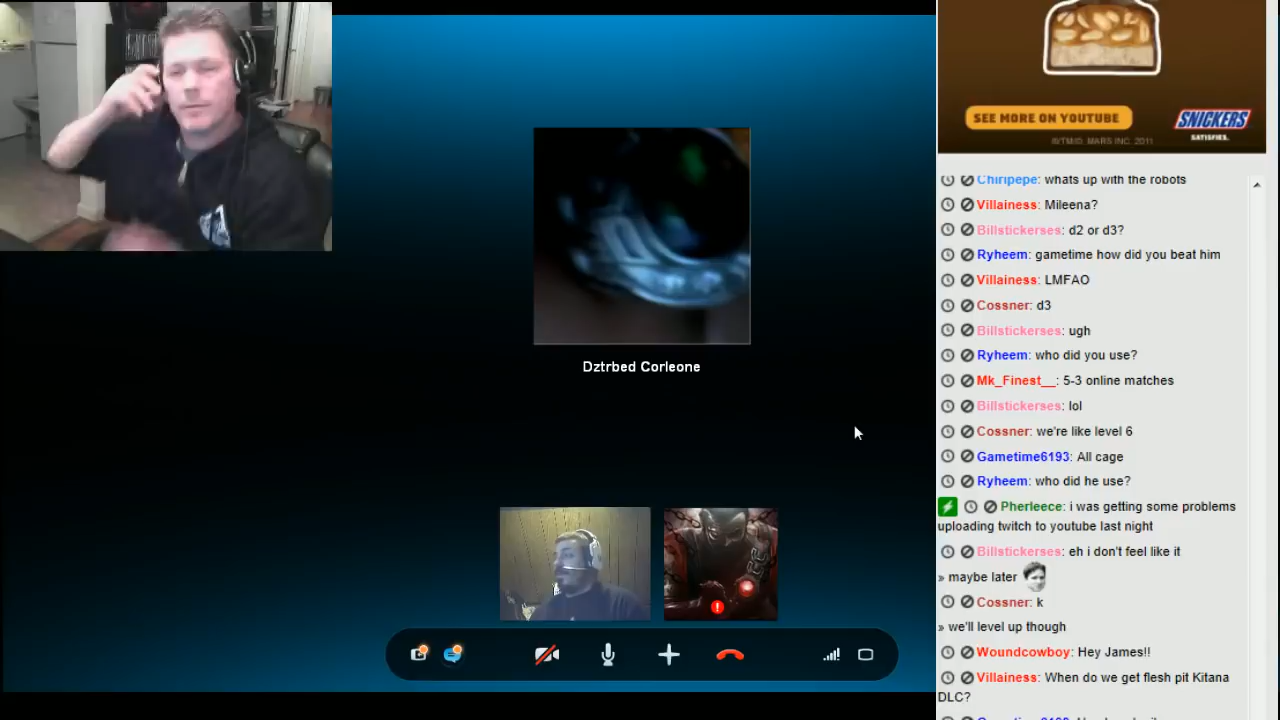 Dztrbed Corleone
SEE MORE ON YOUTUBE
SNICKERS
SATISFIES.
®/TM/© MARS INC. 2011
Chiripepe: whats up with the robots
Villainess: Mileena?
Billstickerses: d2 or d3?
Ryheem: gametime how did you beat him
Villainess: LMFAO
Cossner: d3
Billstickerses: ugh
Ryheem: who did you use?
Mk_Finest__: 5-3 online matches
Billstickerses: lol
Cossner: we're like level 6
Gametime6193: All cage
Ryheem: who did he use?
Pherleece: i was getting some problems
uploading twitch to youtube last night
Billstickerses: eh i don't feel like it
» maybe later
Cossner: k
» we'll level up though
Woundcowboy: Hey James!!
Villainess: When do we get flesh pit Kitana
DLC?